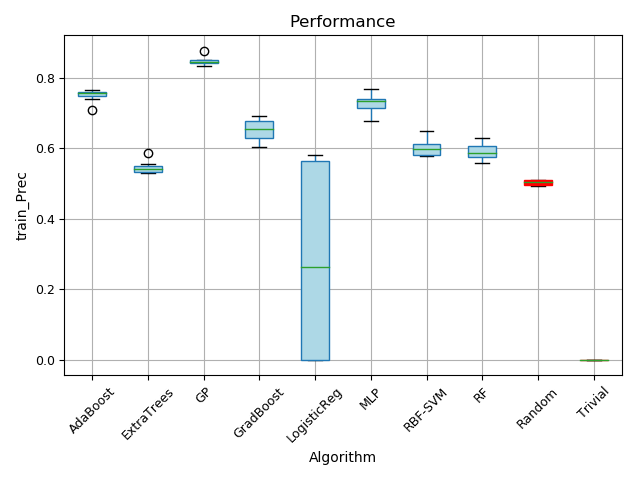 Performance
train_Prec
0.8
0.6
0.4
0.2
0.0
AdaBoost
ExtraTrees
GP
GradBoost
LogisticReg
MLP
RBF-SVM
RF
Random
Trivial
Algorithm